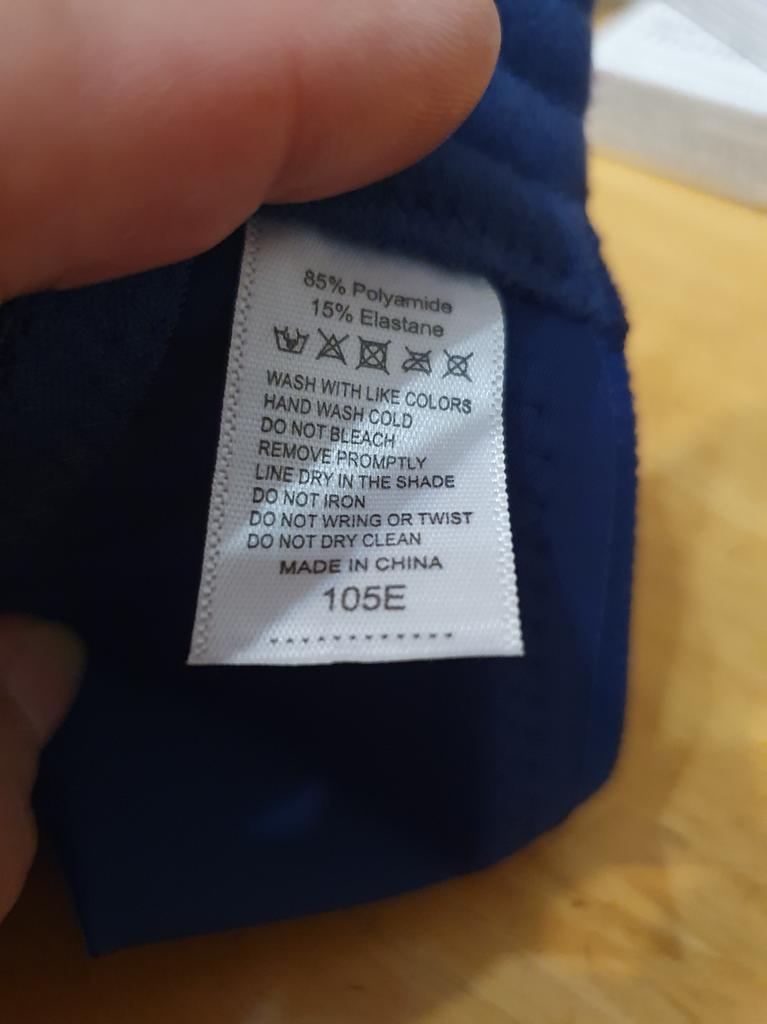 85% Polyamide
15% Elastane
WASH WITH LIKE COLORS
HAND WASH COLD
DO NOT BLEACH
REMOVE PROMPTLY
LINE DRY IN THE SHADE
DO NOT IRON
DO NOT WRING OR TWIST
DO NOT DRY CLEAN
MADE IN CHINA
105E